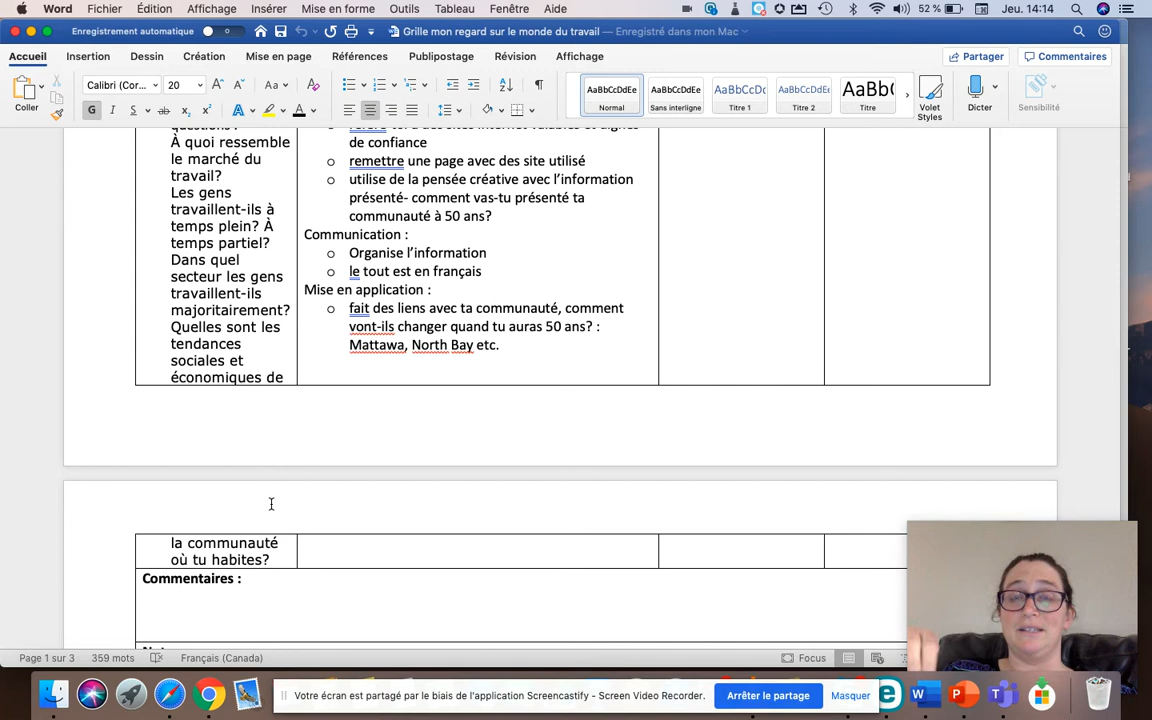 Word Fichier Édition Affichage Insérer Mise en forme Outils Tableau Fenêtre Aide 52 % Jeu. 14:14
Enregistrement automatique Grille mon regard sur le monde du travail — Enregistré dans mon Mac
Accueil Insertion Dessin Création Mise en page Références Publipostage Révision Affichage Partager Commentaires
Calibri (Cor... 20
Coller
G I S ab x₂ x² A A
AaBbCcDdEe AaBbCcDdEe AaBbCcDc AaBbCcDdEe AaBb(
Normal Sans interligne Titre 1 Titre 2 Titre
Volet Styles
Dicter
Sensibilité
À quoi ressemble
le marché du
travail?
Les gens
travaillent-ils à
temps plein? À
temps partiel?
Dans quel
secteur les gens
travaillent-ils
majoritairement?
Quelles sont les
tendances
sociales et
économiques de
de confiance
o remettre une page avec des site utilisé
o utilise de la pensée créative avec l'information
présenté- comment vas-tu présenté ta
communauté à 50 ans?
Communication :
o Organise l'information
o le tout est en français
Mise en application :
o fait des liens avec ta communauté, comment
vont-ils changer quand tu auras 50 ans? :
Mattawa, North Bay etc.
la communauté
où tu habites?
Commentaires :
Page 1 sur 3 359 mots Français (Canada) Focus
Votre écran est partagé par le biais de l'application Screencastify - Screen Video Recorder. Arrêter le partage Masquer